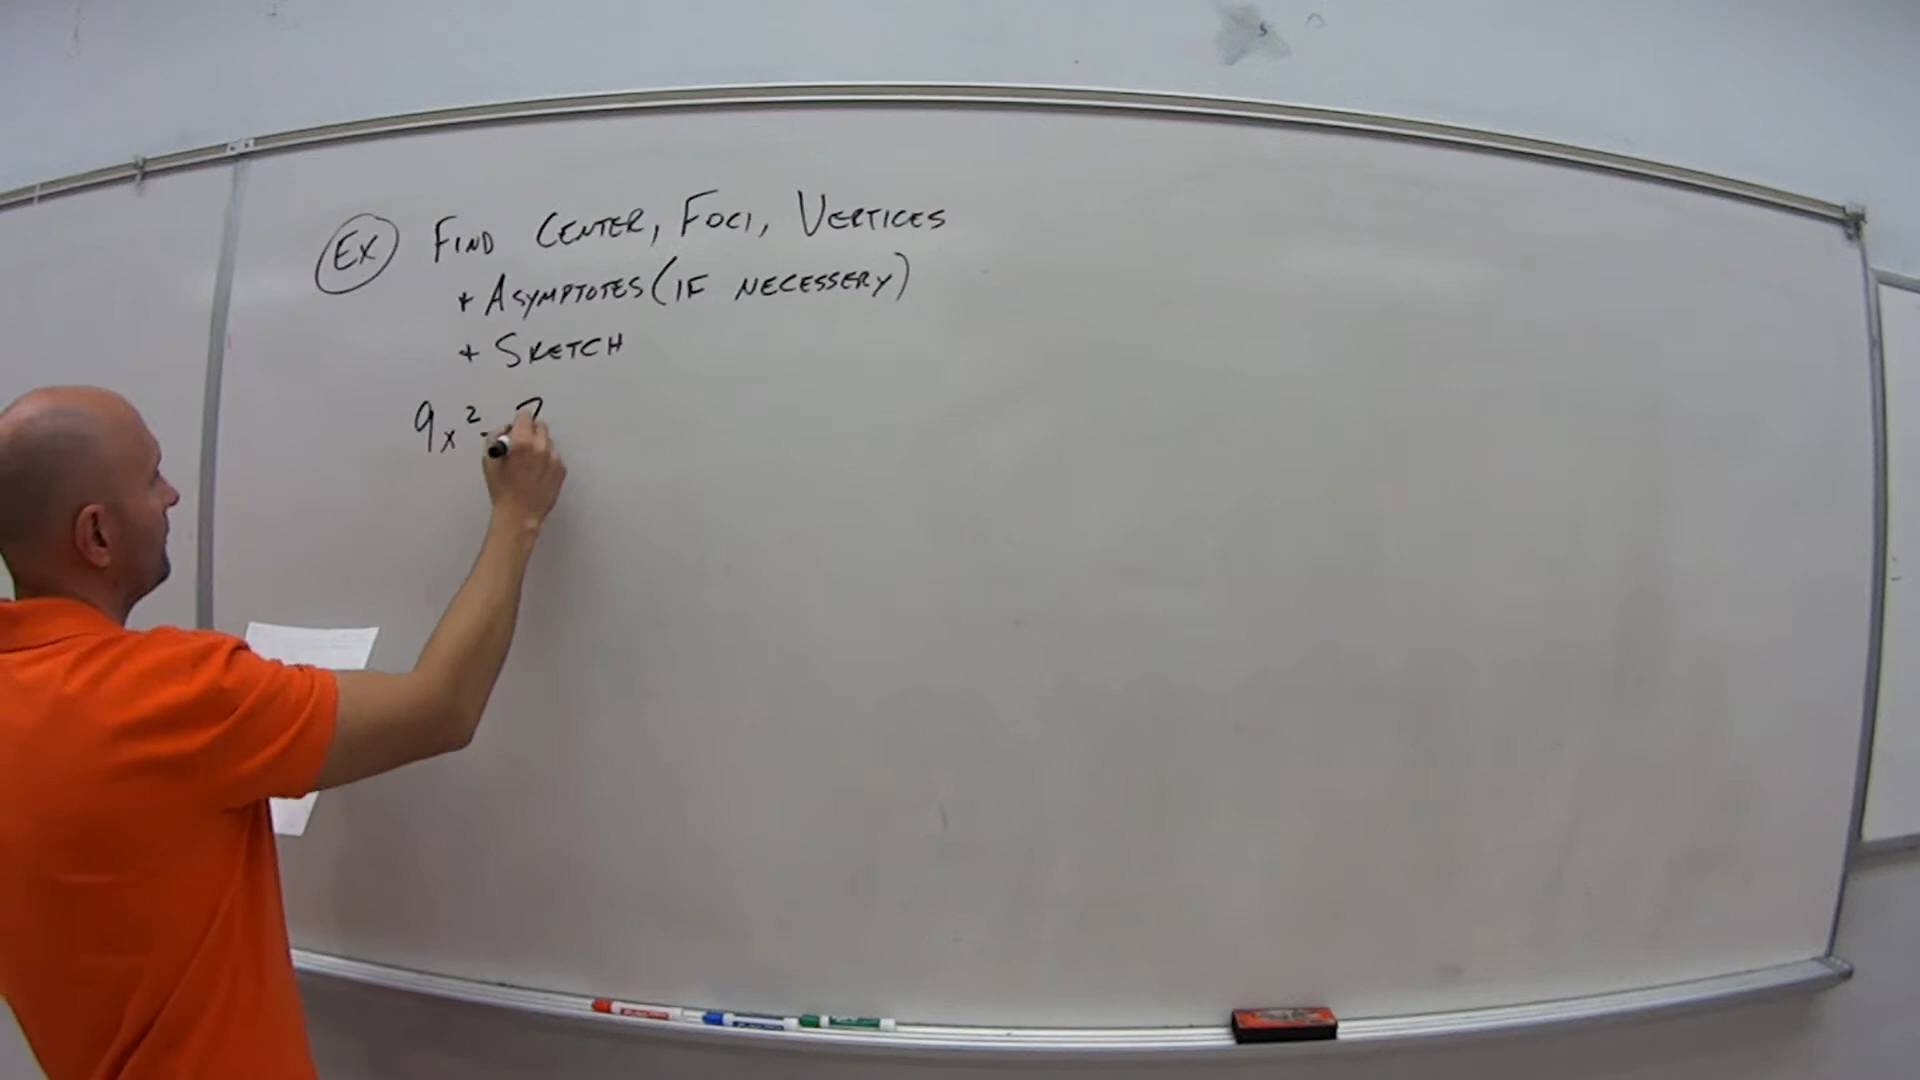 EX FIND CENTER, FOCI, VERTICES
+ ASYMPTOTES (IF NECESSERY)
+ SKETCH
9x² -